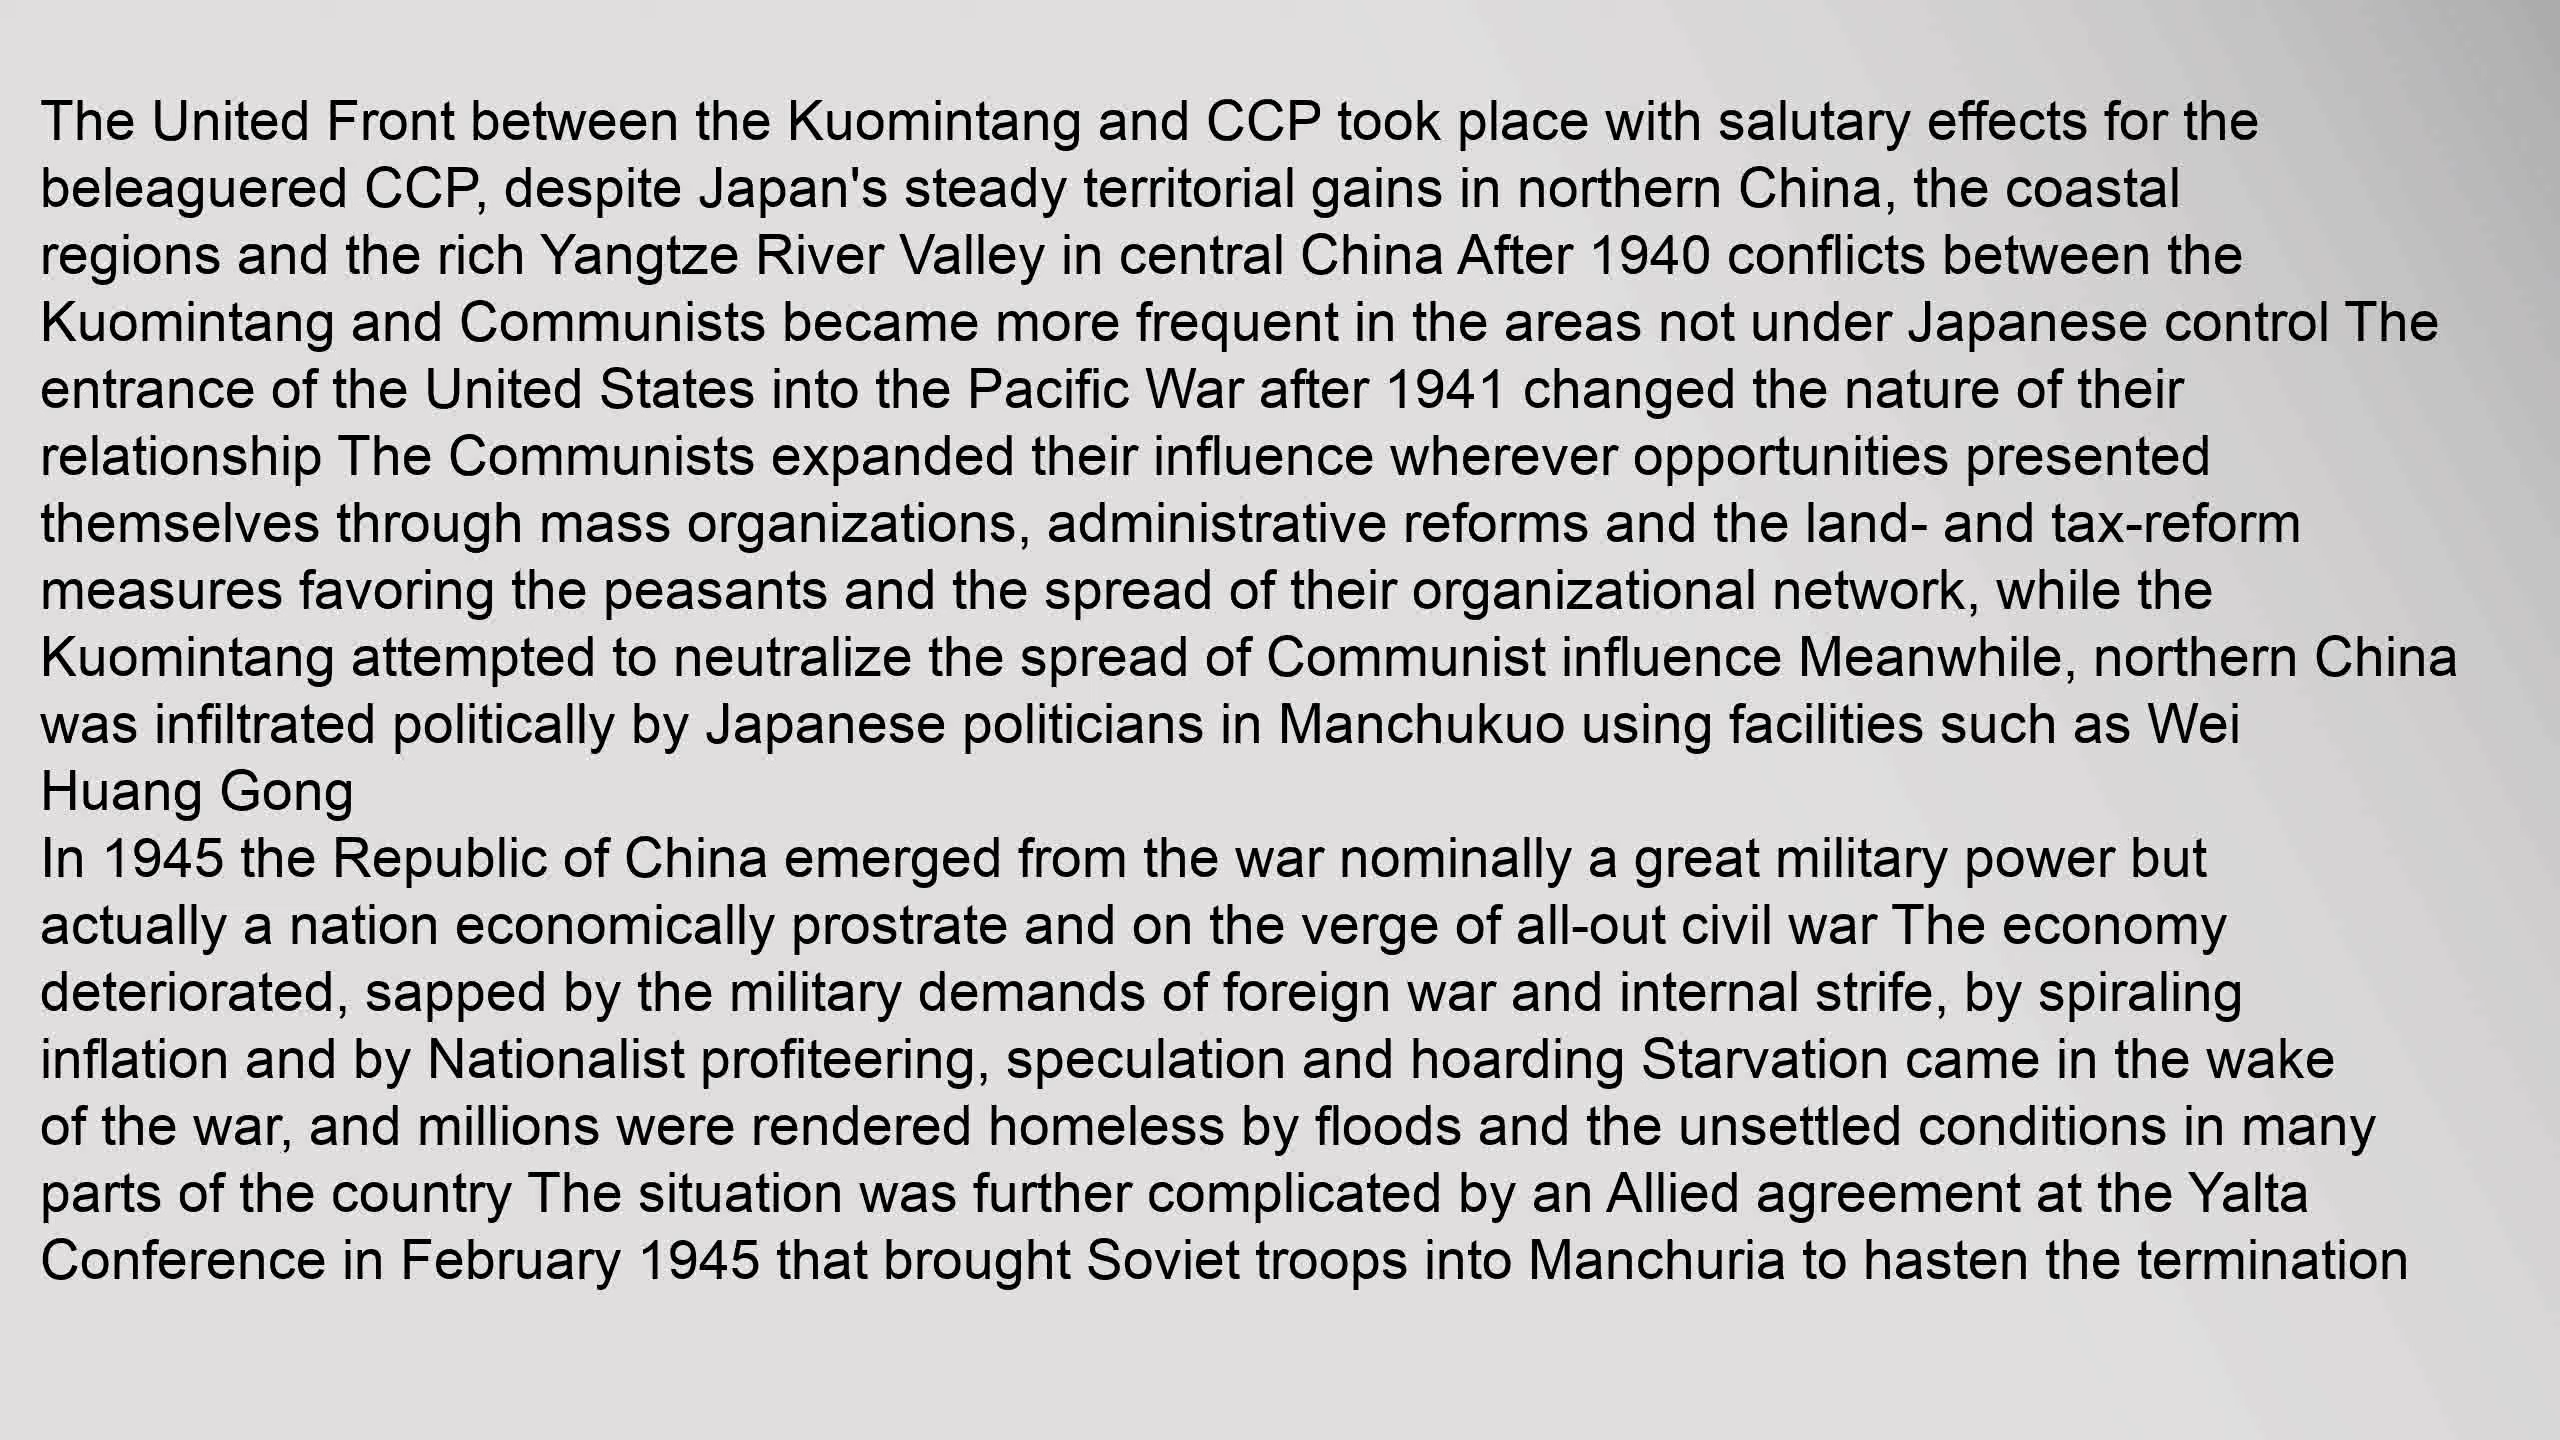 The United Front between the Kuomintang and CCP took place with salutary effects for the
beleaguered CCP, despite Japan's steady territorial gains in northern China, the coastal
regions and the rich Yangtze River Valley in central China After 1940 conflicts between the
Kuomintang and Communists became more frequent in the areas not under Japanese control The
entrance of the United States into the Pacific War after 1941 changed the nature of their
relationship The Communists expanded their influence wherever opportunities presented
themselves through mass organizations, administrative reforms and the land- and tax-reform
measures favoring the peasants and the spread of their organizational network, while the
Kuomintang attempted to neutralize the spread of Communist influence Meanwhile, northern China
was infiltrated politically by Japanese politicians in Manchukuo using facilities such as Wei
Huang Gong
In 1945 the Republic of China emerged from the war nominally a great military power but
actually a nation economically prostrate and on the verge of all-out civil war The economy
deteriorated, sapped by the military demands of foreign war and internal strife, by spiraling
inflation and by Nationalist profiteering, speculation and hoarding Starvation came in the wake
of the war, and millions were rendered homeless by floods and the unsettled conditions in many
parts of the country The situation was further complicated by an Allied agreement at the Yalta
Conference in February 1945 that brought Soviet troops into Manchuria to hasten the termination